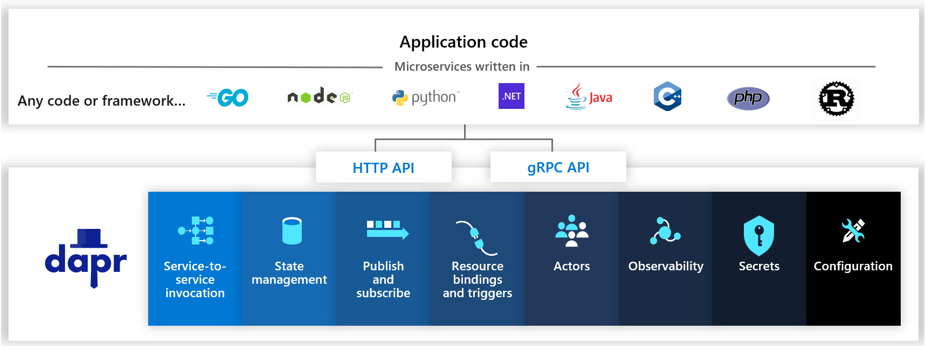 Application code
Microservices written in
Any code or framework...
GO
node
JS
python
.NET
Java
C++
php
R
HTTP API
gRPC API
dapr
Service-to-
service
invocation
State
management
Publish
and
subscribe
Resource
bindings
and triggers
Actors
Observability
Secrets
Configuration